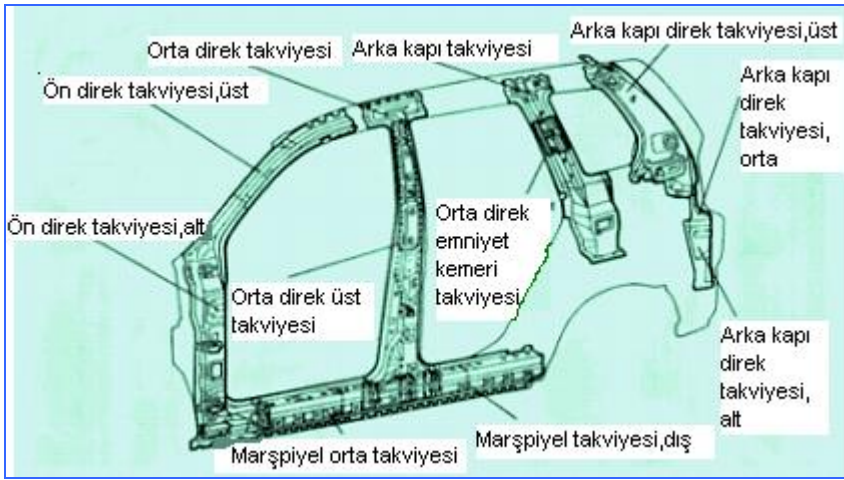 Orta direk takviyesi
Arka kapı takviyesi
Arka kapı direk takviyesi,üst
Ön direk takviyesi,üst
Arka kapı
direk
takviyesi,
orta
Ön direk takviyesi,alt
Orta direk
emniyet
kemeri
takviyesi
Orta direk üst
takviyesi
Arka kapı
direk
takviyesi,
alt
Marşpiyel takviyesi,dış
Marşpiyel orta takviyesi